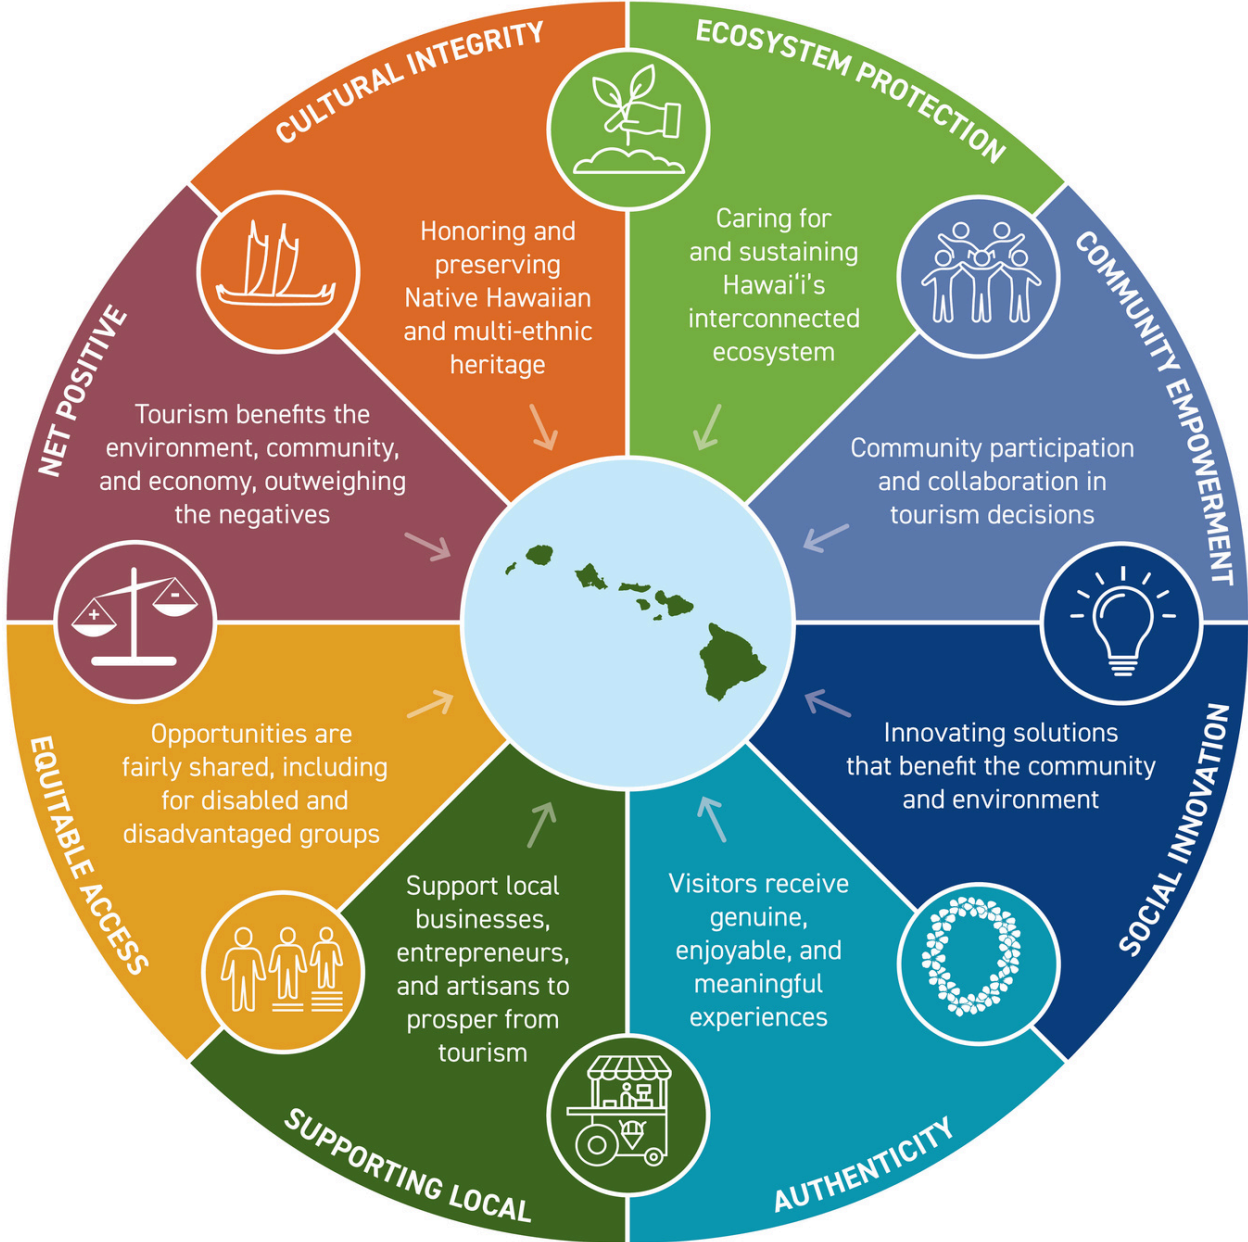 CULTURAL INTEGRITY
Honoring and
preserving
Native Hawaiian
and multi-ethnic
heritage
ECOSYSTEM PROTECTION
Caring for
and sustaining
Hawaiʻi’s
interconnected
ecosystem
COMMUNITY EMPOWERMENT
Community participation
and collaboration in
tourism decisions
SOCIAL INNOVATION
Innovating solutions
that benefit the community
and environment
AUTHENTICITY
Visitors receive
genuine,
enjoyable, and
meaningful
experiences
SUPPORTING LOCAL
Support local
businesses,
entrepreneurs,
and artisans to
prosper from
tourism
EQUITABLE ACCESS
Opportunities are
fairly shared, including
for disabled and
disadvantaged groups
NET POSITIVE
Tourism benefits the
environment, community,
and economy, outweighing
the negatives
+
-